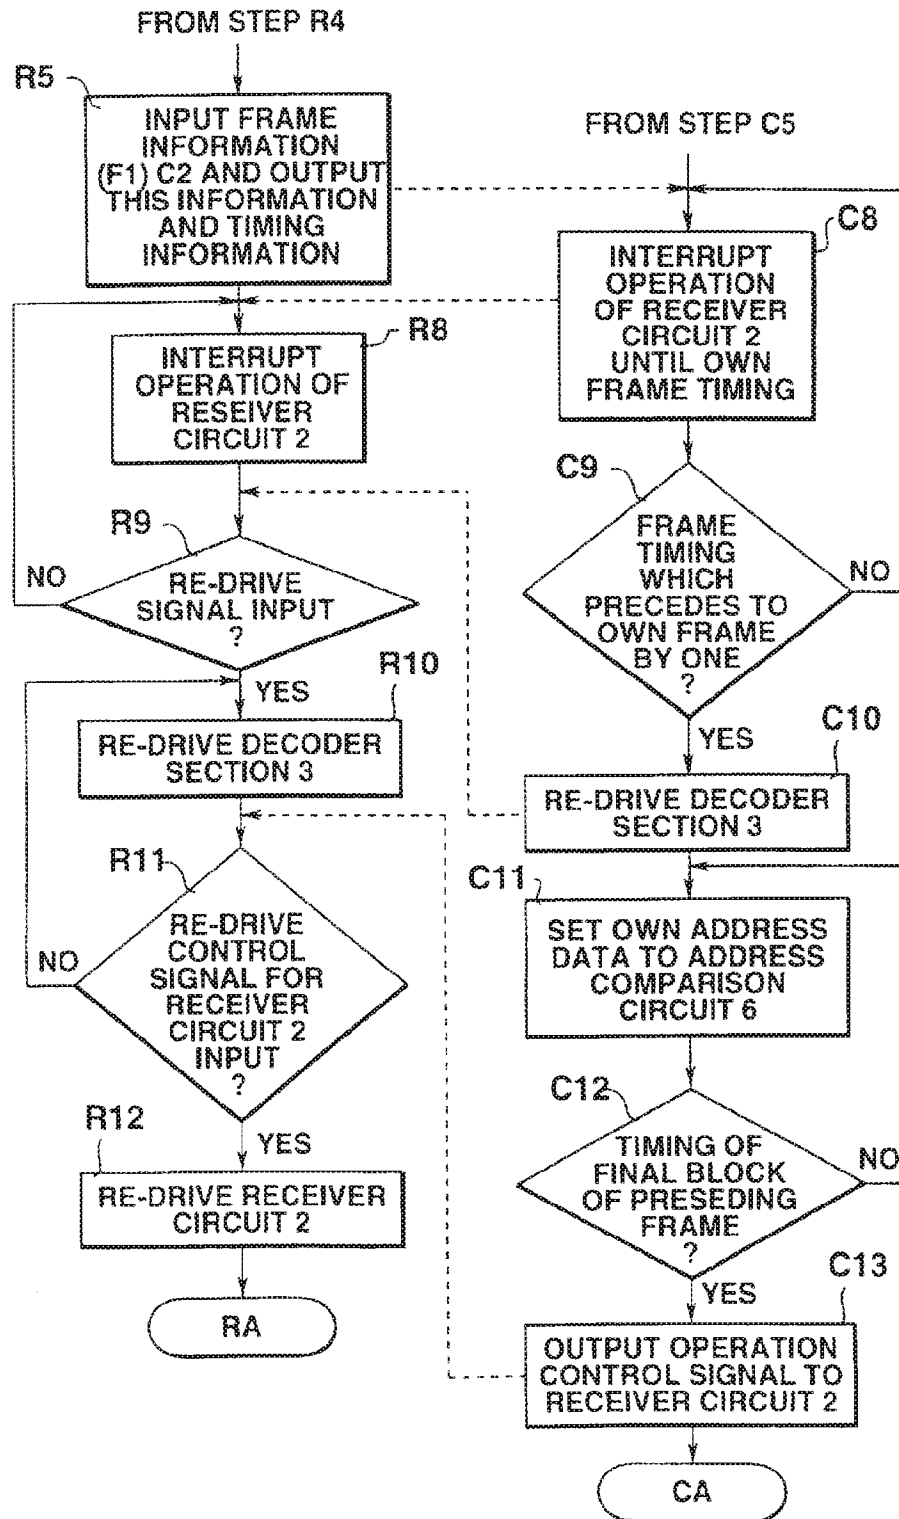 FROM STEP R4
R5
INPUT FRAME
INFORMATION
(F1) C2 AND OUTPUT
THIS INFORMATION
AND TIMING
INFORMATION
R8
INTERRUPT
OPERATION OF
RESEIVER
CIRCUIT 2
R9
NO
RE-DRIVE
SIGNAL INPUT
?
YES
R10
RE-DRIVE DECODER
SECTION 3
R11
NO
RE-DRIVE
CONTROL
SIGNAL FOR
RECEIVER
CIRCUIT 2
INPUT
?
YES
R12
RE-DRIVE RECEIVER
CIRCUIT 2
RA
FROM STEP C5
C8
INTERRUPT
OPERATION
OF RECEIVER
CIRCUIT 2
UNTIL OWN
FRAME TIMING
C9
FRAME
TIMING
WHICH
PRECEDES TO
OWN FRAME
BY ONE
?
NO
YES
C10
RE-DRIVE DECODER
SECTION 3
C11
SET OWN ADDRESS
DATA TO ADDRESS
COMPARISON
CIRCUIT 6
C12
TIMING OF
FINAL BLOCK
OF PRESEDING
FRAME
?
NO
YES
C13
OUTPUT OPERATION
CONTROL SIGNAL TO
RECEIVER CIRCUIT 2
CA